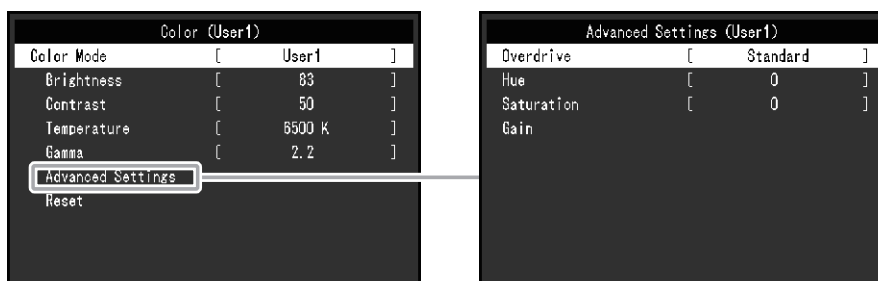 Color (User1)
Color Mode [ User1 ]
Brightness [ 83 ]
Contrast [ 50 ]
Temperature [ 6500 K ]
Gamma [ 2.2 ]
Advanced Settings
Reset
Advanced Settings (User1)
Overdrive [ Standard ]
Hue [ 0 ]
Saturation [ 0 ]
Gain